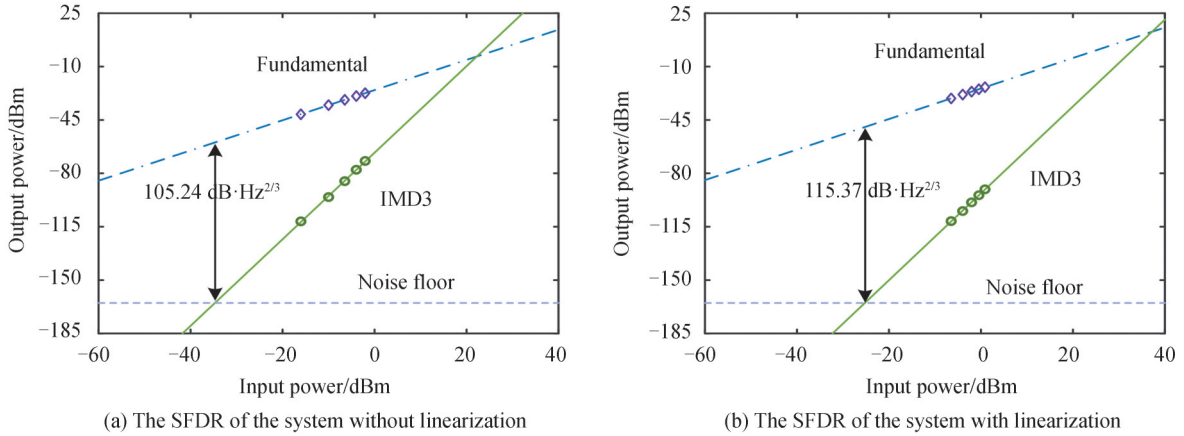 25
−10
−45
−80
−115
−150
−185
Output power/dBm
Fundamental
105.24 dB·Hz2/3
IMD3
Noise floor
−60
−40
−20
0
20
40
Input power/dBm
(a) The SFDR of the system without linearization
25
−10
−45
−80
−115
−150
−185
Output power/dBm
Fundamental
115.37 dB·Hz2/3
IMD3
Noise floor
−60
−40
−20
0
20
40
Input power/dBm
(b) The SFDR of the system with linearization